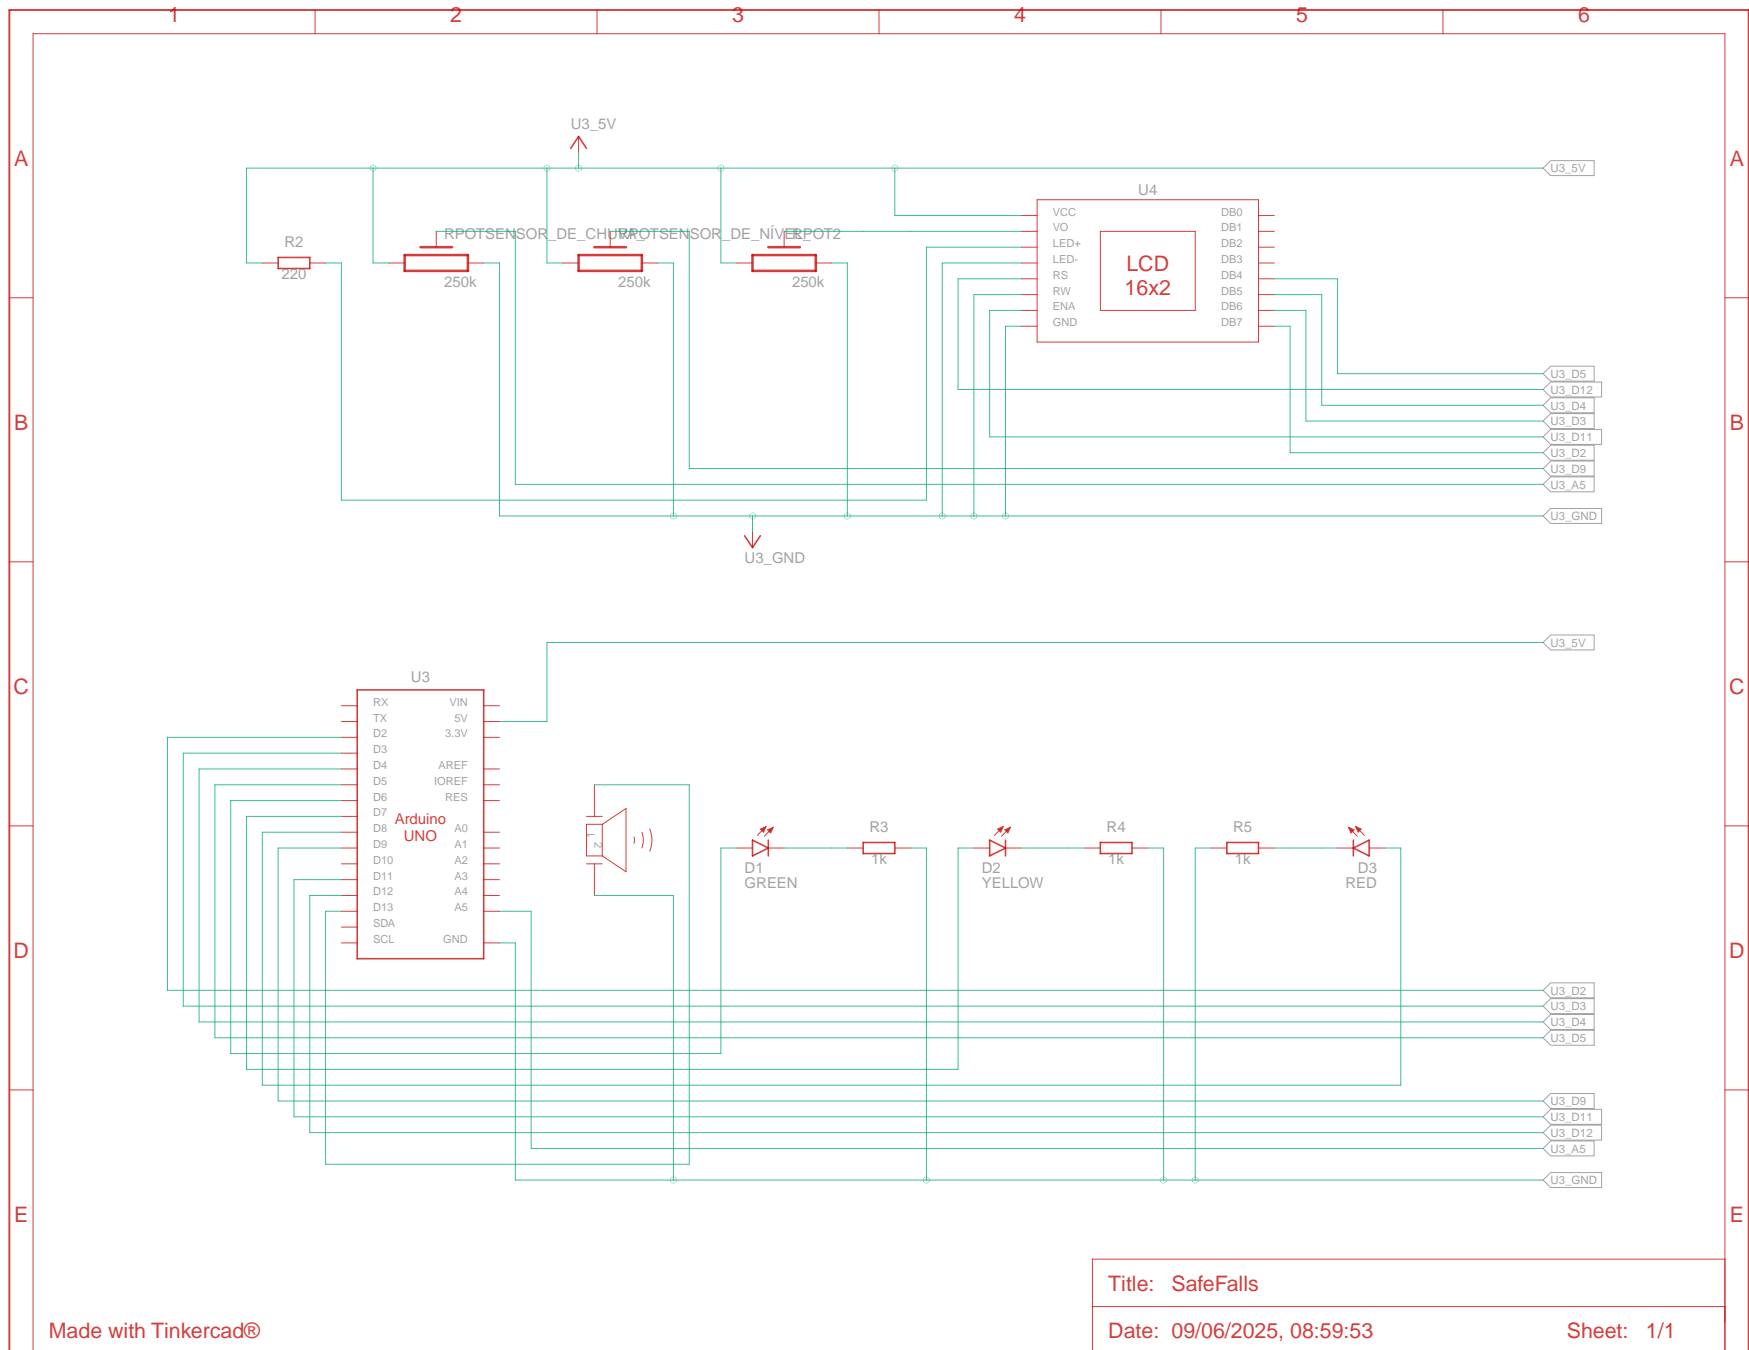 1 2 3 4 5 6
A A
B B
C C
D D
E E
U3_5V
U3_5V
R2
220
RPOTSENSOR_DE_CHUVA
250k
RPOTSENSOR_DE_NÍVEL
250k
RPOT2
250k
U4
VCC DB0
VO DB1
LED+ DB2
LED- DB3
RS DB4
RW DB5
ENA DB6
GND DB7
LCD
16x2
U3_D5
U3_D12
U3_D4
U3_D3
U3_D11
U3_D2
U3_D9
U3_A5
U3_GND
U3_GND
U3_5V
U3
RX VIN
TX 5V
D2 3.3V
D3
D4 AREF
D5 IOREF
D6 RES
D7
D8 A0
D9 A1
D10 A2
D11 A3
D12 A4
D13 A5
SDA
SCL GND
Arduino
UNO
D1
GREEN
R3
1k
D2
YELLOW
R4
1k
R5
1k
D3
RED
U3_D2
U3_D3
U3_D4
U3_D5
U3_D9
U3_D11
U3_D12
U3_A5
U3_GND
Title: SafeFalls
Date: 09/06/2025, 08:59:53 Sheet: 1/1
Made with Tinkercad®